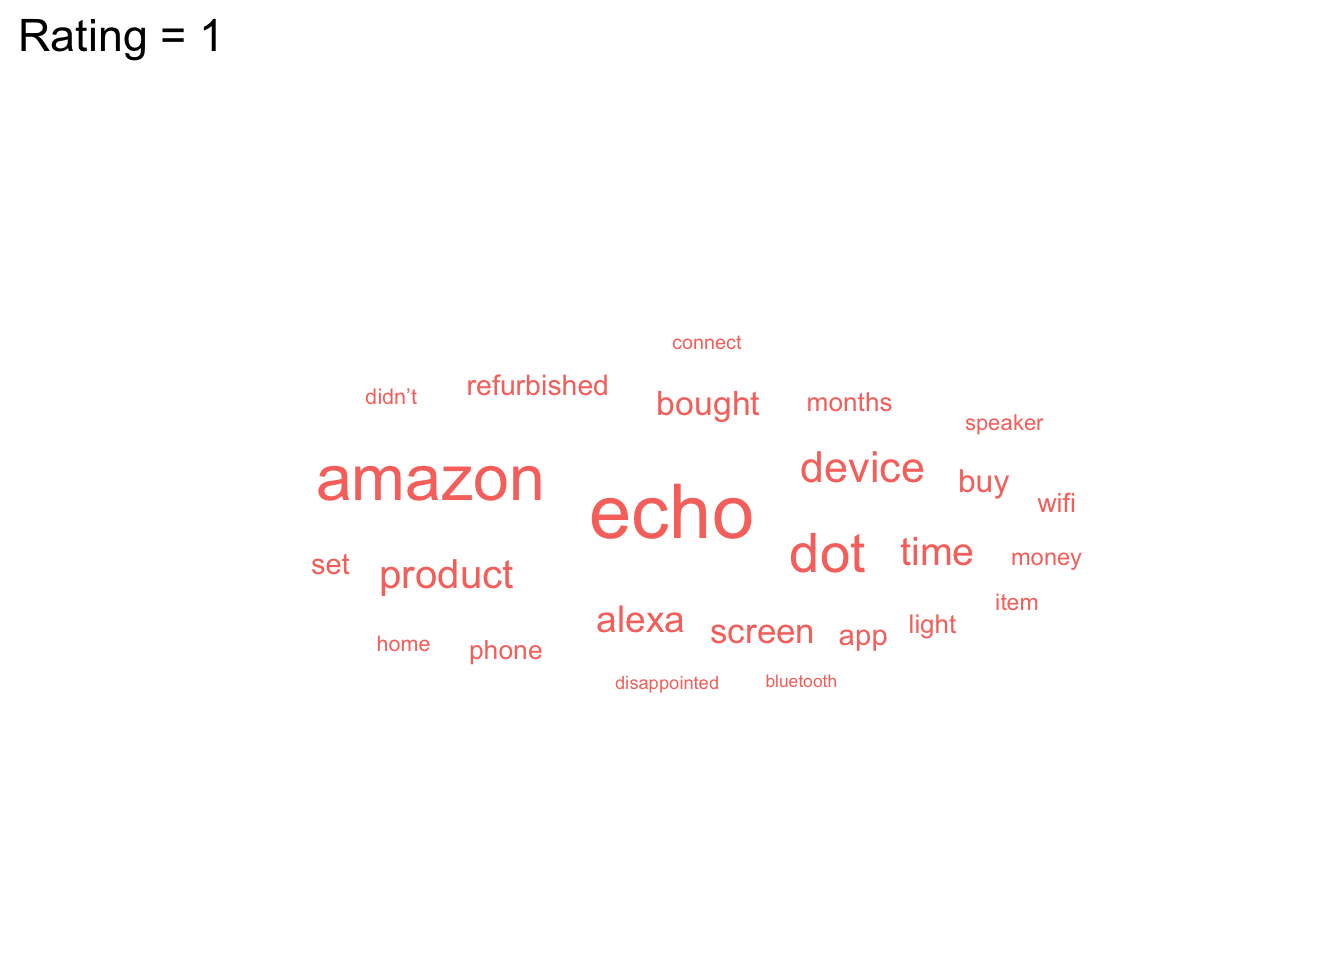 Rating = 1
connect
didn’t refurbished bought months
speaker
amazon echo device buy
wifi
set product dot time money
item
alexa screen app light
home phone
disappointed bluetooth